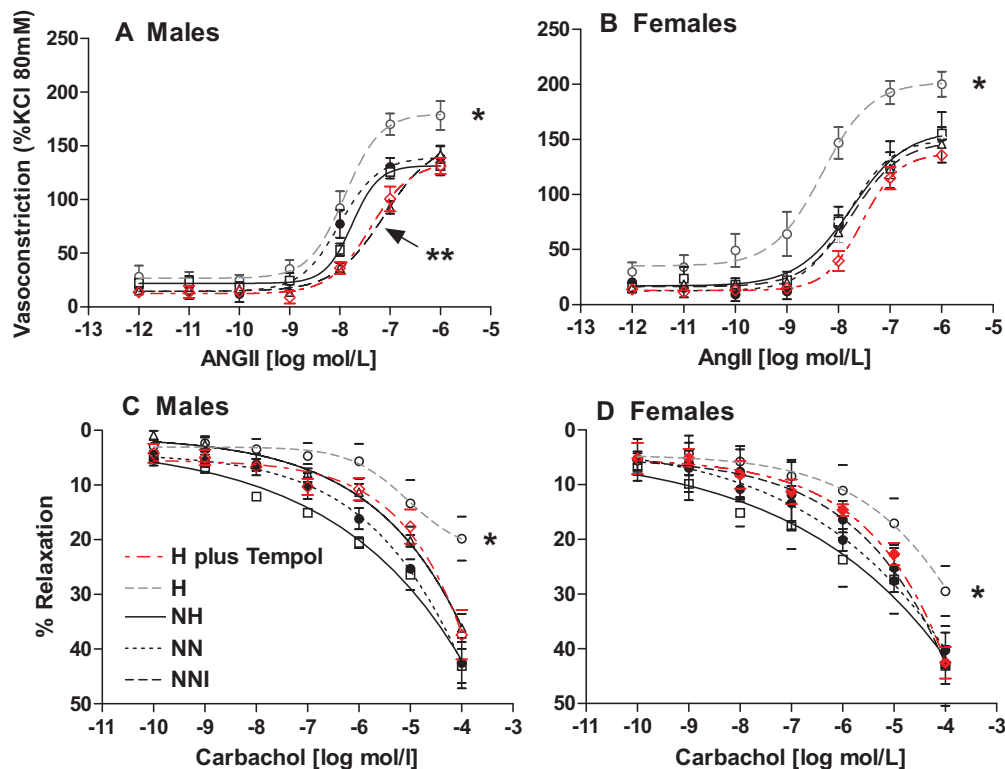 A Males
Vasoconstriction (%KCl 80mM)
250
200
150
100
50
0
*
**
-13 -12 -11 -10 -9 -8 -7 -6 -5
ANGII [log mol/L]
B Females
250
200
150
100
50
0
*
-13 -12 -11 -10 -9 -8 -7 -6 -5
AngII [log mol/L]
C Males
% Relaxation
0
10
20
30
40
50
*
H plus Tempol
H
NH
NN
NNI
-11 -10 -9 -8 -7 -6 -5 -4 -3
Carbachol [log mol/l]
D Females
0
10
20
30
40
50
*
-11 -10 -9 -8 -7 -6 -5 -4 -3
Carbachol [log mol/L]